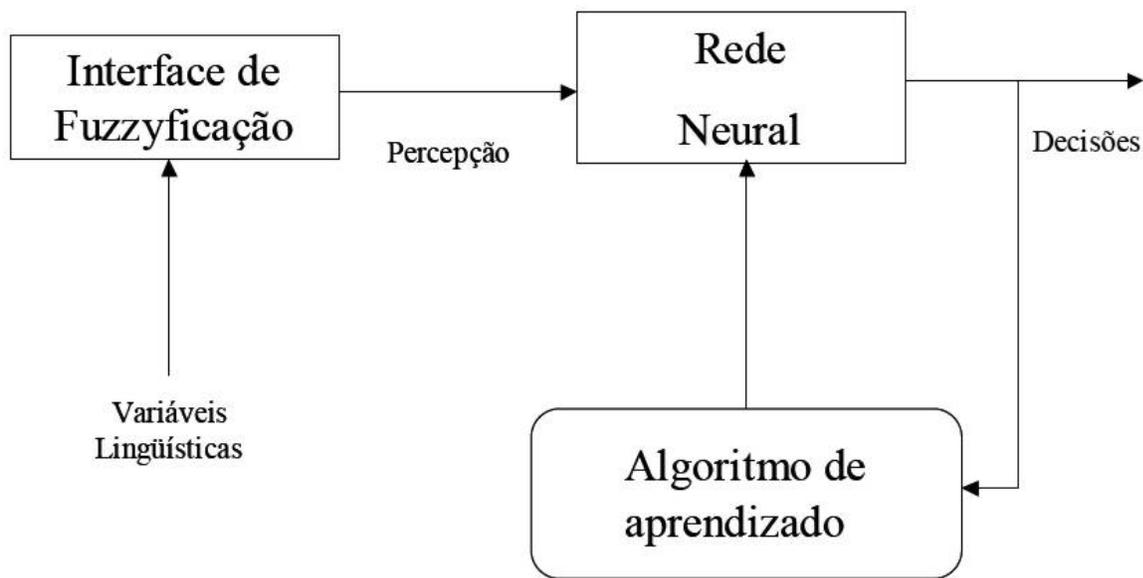 Interface de
Fuzzyficação
Percepção
Rede
Neural
Decisões
Variáveis
Lingüísticas
Algoritmo de
aprendizado